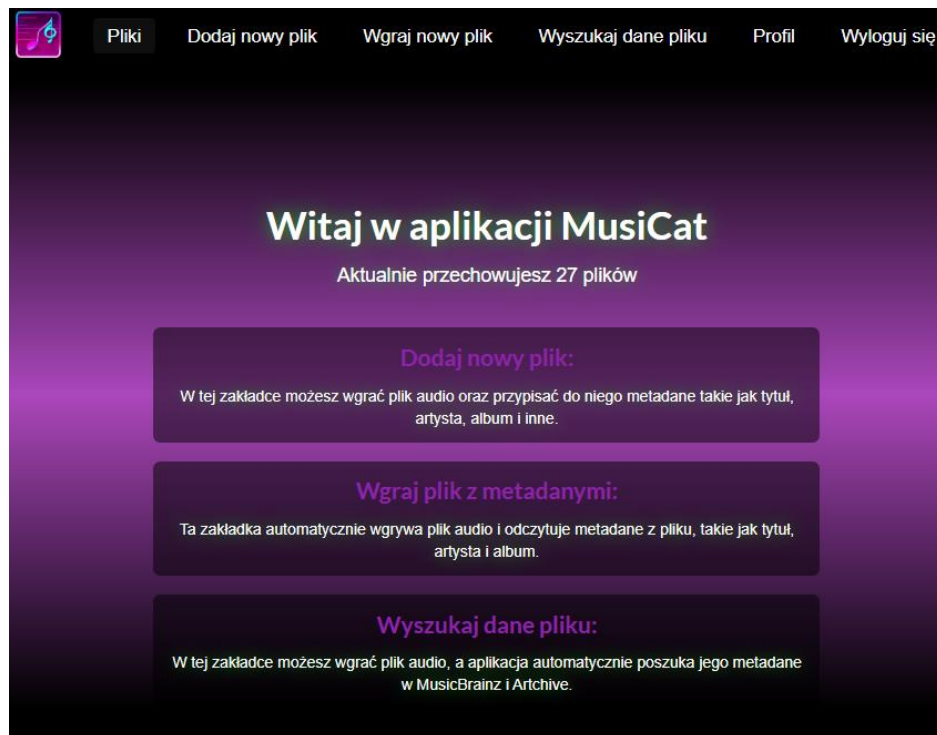 Pliki Dodaj nowy plik Wgraj nowy plik Wyszukaj dane pliku Profil Wyloguj się
Witaj w aplikacji MusiCat
Aktualnie przechowujesz 27 plików
Dodaj nowy plik:
W tej zakładce możesz wgrać plik audio oraz przypisać do niego metadane takie jak tytuł,
artysta, album i inne.
Wgraj plik z metadanymi:
Ta zakładka automatycznie wgrywa plik audio i odczytuje metadane z pliku, takie jak tytuł,
artysta i album.
Wyszukaj dane pliku:
W tej zakładce możesz wgrać plik audio, a aplikacja automatycznie poszuka jego metadane
w MusicBrainz i Artchive.